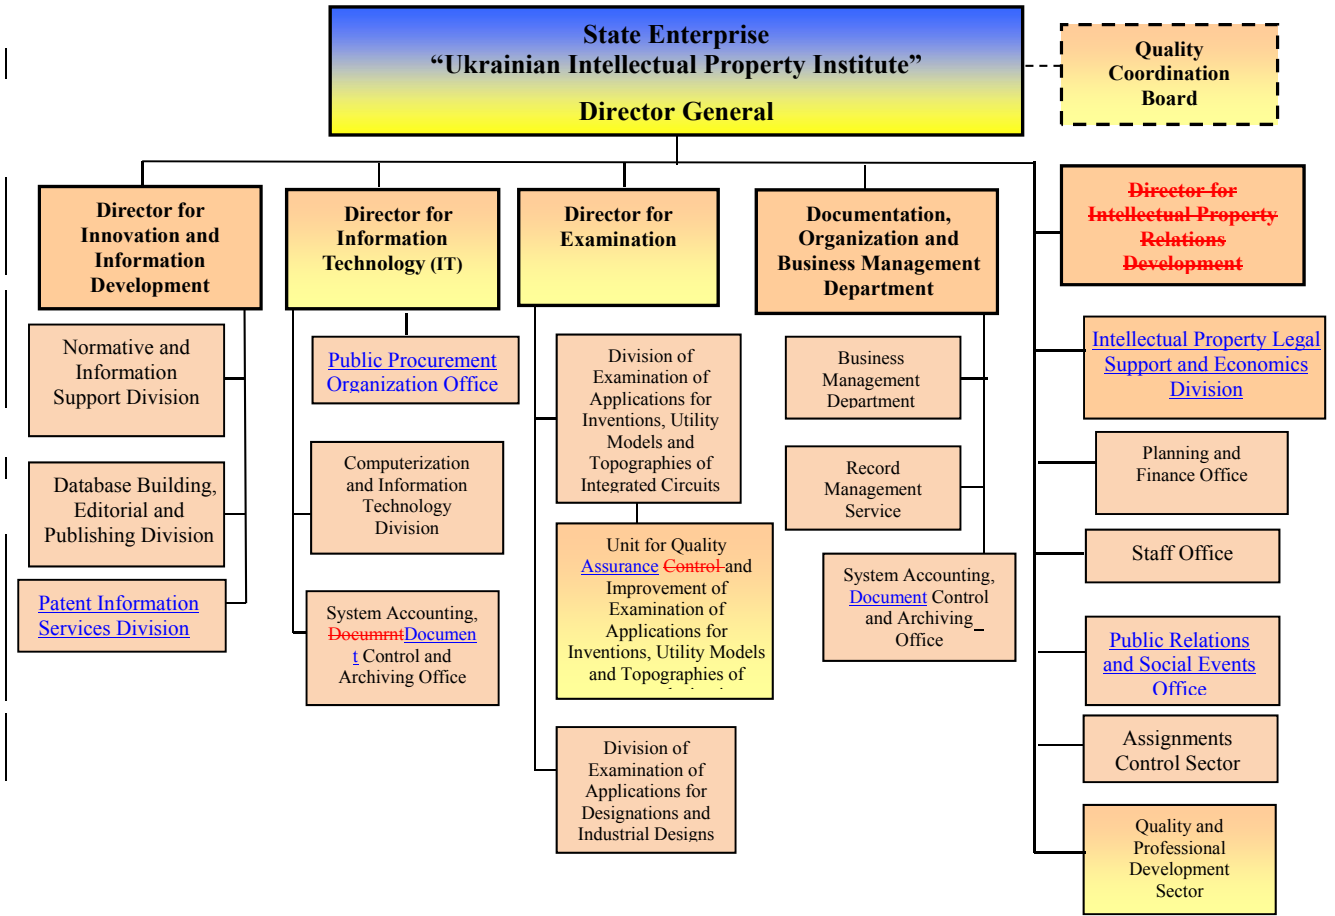 State Enterprise
“Ukrainian Intellectual Property Institute”
Director General
Quality
Coordination
Board
Director for
Innovation and
Information
Development
Normative and
Information
Support Division
Database Building,
Editorial and
Publishing Division
Patent Information
Services Division
Director for
Information
Technology (IT)
Public Procurement
Organization Office
Computerization
and Information
Technology
Division
System Accounting,
DocumrntDocumen
t Control and
Archiving Office
Director for
Examination
Division of
Examination of
Applications for
Inventions, Utility
Models and
Topographies of
Integrated Circuits
Unit for Quality
Assurance Control and
Improvement of
Examination of
Applications for
Inventions, Utility Models
and Topographies of
Division of
Examination of
Applications for
Designations and
Industrial Designs
Documentation,
Organization and
Business Management
Department
Business
Management
Department
Record
Management
Service
System Accounting,
Document Control
and Archiving
Office
Director for
Intellectual Property
Relations
Development
Intellectual Property Legal
Support and Economics
Division
Planning and
Finance Office
Staff Office
Public Relations
and Social Events
Office
Assignments
Control Sector
Quality and
Professional
Development
Sector